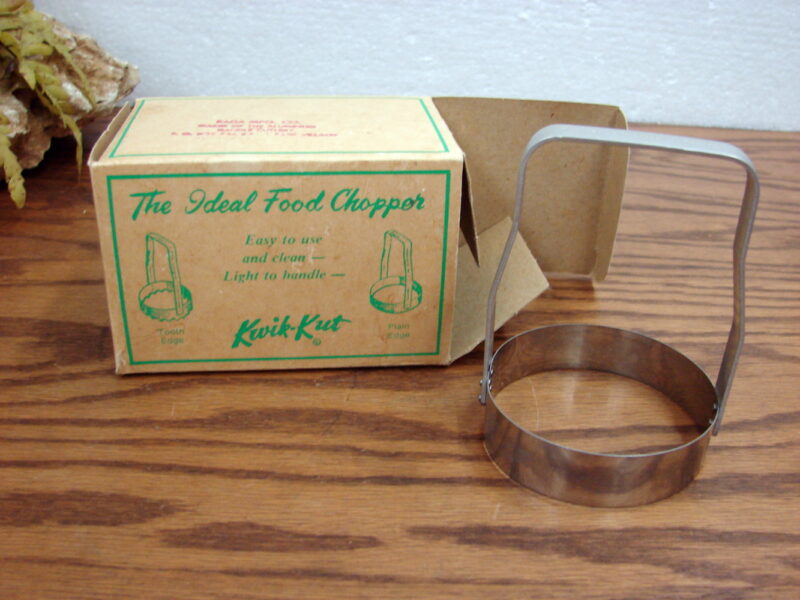 The Ideal Food Chopper
Easy to use
and clean —
Light to handle —
Tooth
Edge
Kwik-Kut
®
Plain
Edge